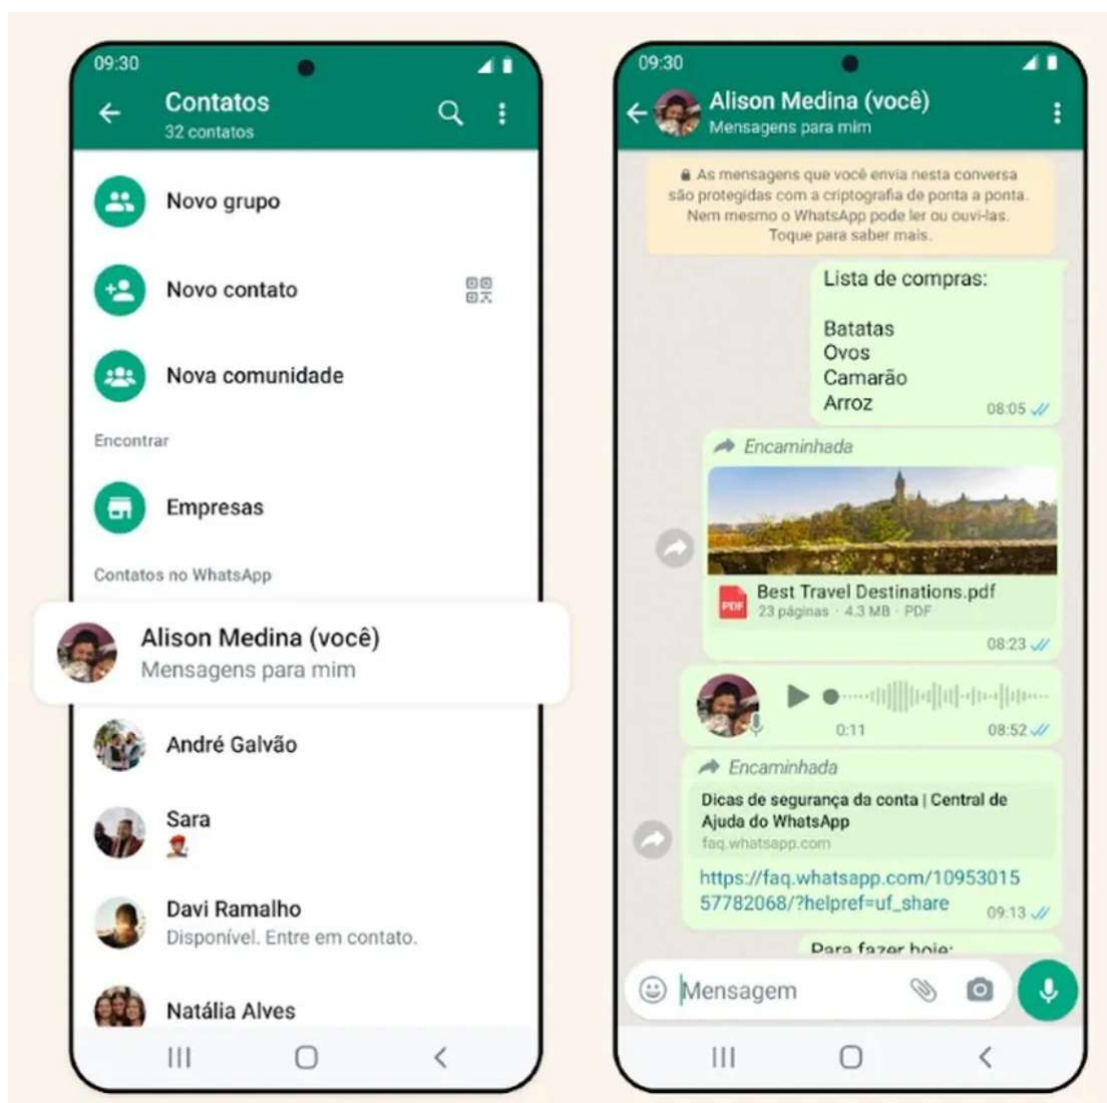 09:30
Contatos
32 contatos
Novo grupo
Novo contato
Nova comunidade
Encontrar
Empresas
Contatos no WhatsApp
Alison Medina (você)
Mensagens para mim
André Galvão
Sara
Davi Ramalho
Disponível. Entre em contato.
Natália Alves
09:30
Alison Medina (você)
Mensagens para mim
As mensagens que você envia nesta conversa
são protegidas com a criptografia de ponta a ponta.
Nem mesmo o WhatsApp pode ler ou ouvi-las.
Toque para saber mais.
Lista de compras:
Batatas
Ovos
Camarão
Arroz
08:05
Encaminhada
PDF
Best Travel Destinations.pdf
23 páginas · 4.3 MB · PDF
08:23
0:11
08:52
Encaminhada
Dicas de segurança da conta | Central de
Ajuda do WhatsApp
faq.whatsapp.com
https://faq.whatsapp.com/10953015
57782068/?helpref=uf_share
09:13
Para fazer hoje:
Mensagem